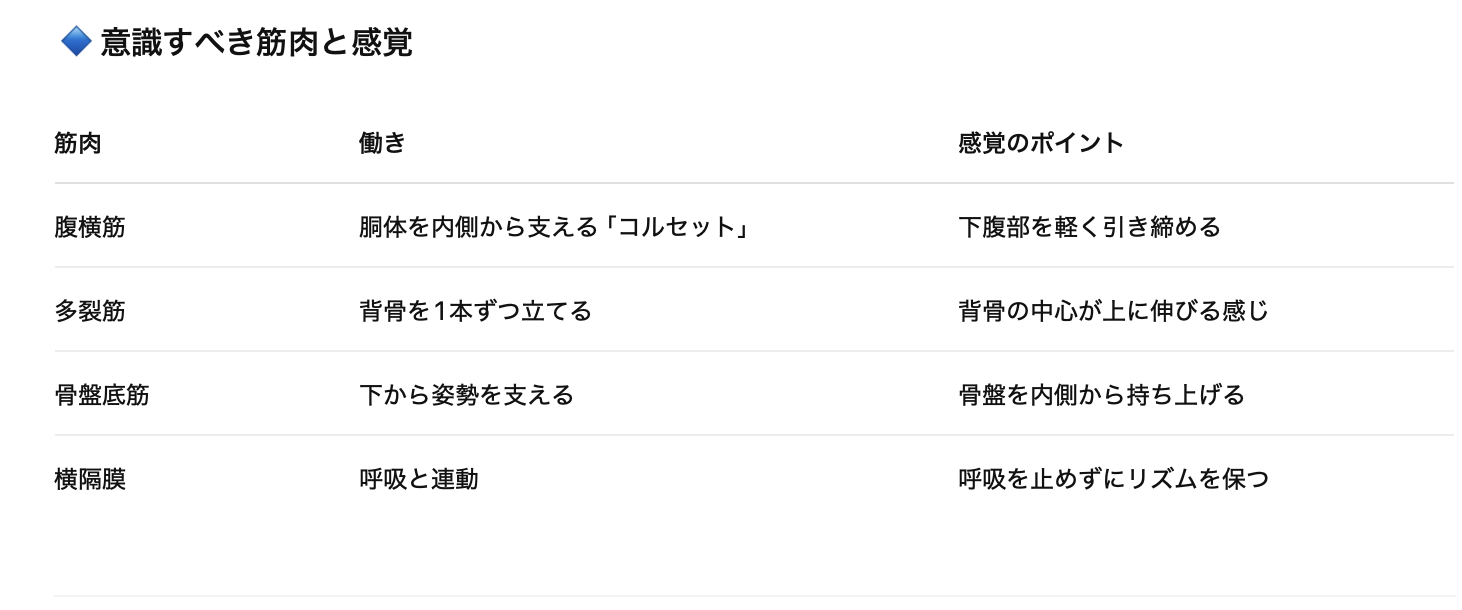 🔷 意識すべき筋肉と感覚
筋肉 働き 感覚のポイント
腹横筋 胴体を内側から支える「コルセット」 下腹部を軽く引き締める
多裂筋 背骨を1本ずつ立てる 背骨の中心が上に伸びる感じ
骨盤底筋 下から姿勢を支える 骨盤を内側から持ち上げる
横隔膜 呼吸と連動 呼吸を止めずにリズムを保つ